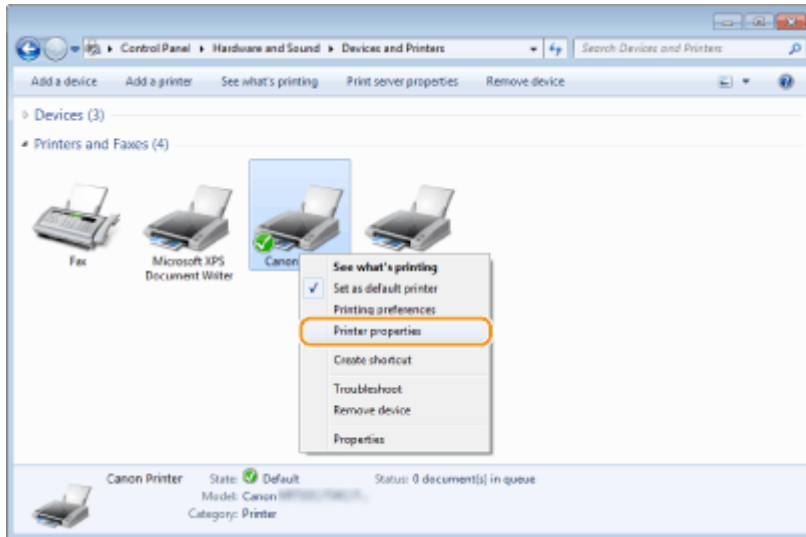 Control Panel Hardware and Sound Devices and Printers Search Devices and Printers
Add a device Add a printer See what's printing Print server properties Remove device
Devices (3)
Printers and Faxes (4)
Fax
Microsoft XPS
Document Writer
Canon
See what's printing
Set as default printer
Printing preferences
Printer properties
Create shortcut
Troubleshoot
Remove device
Properties
Canon Printer State: Default Status: 0 document(s) in queue
Model: Canon
Category: Printer